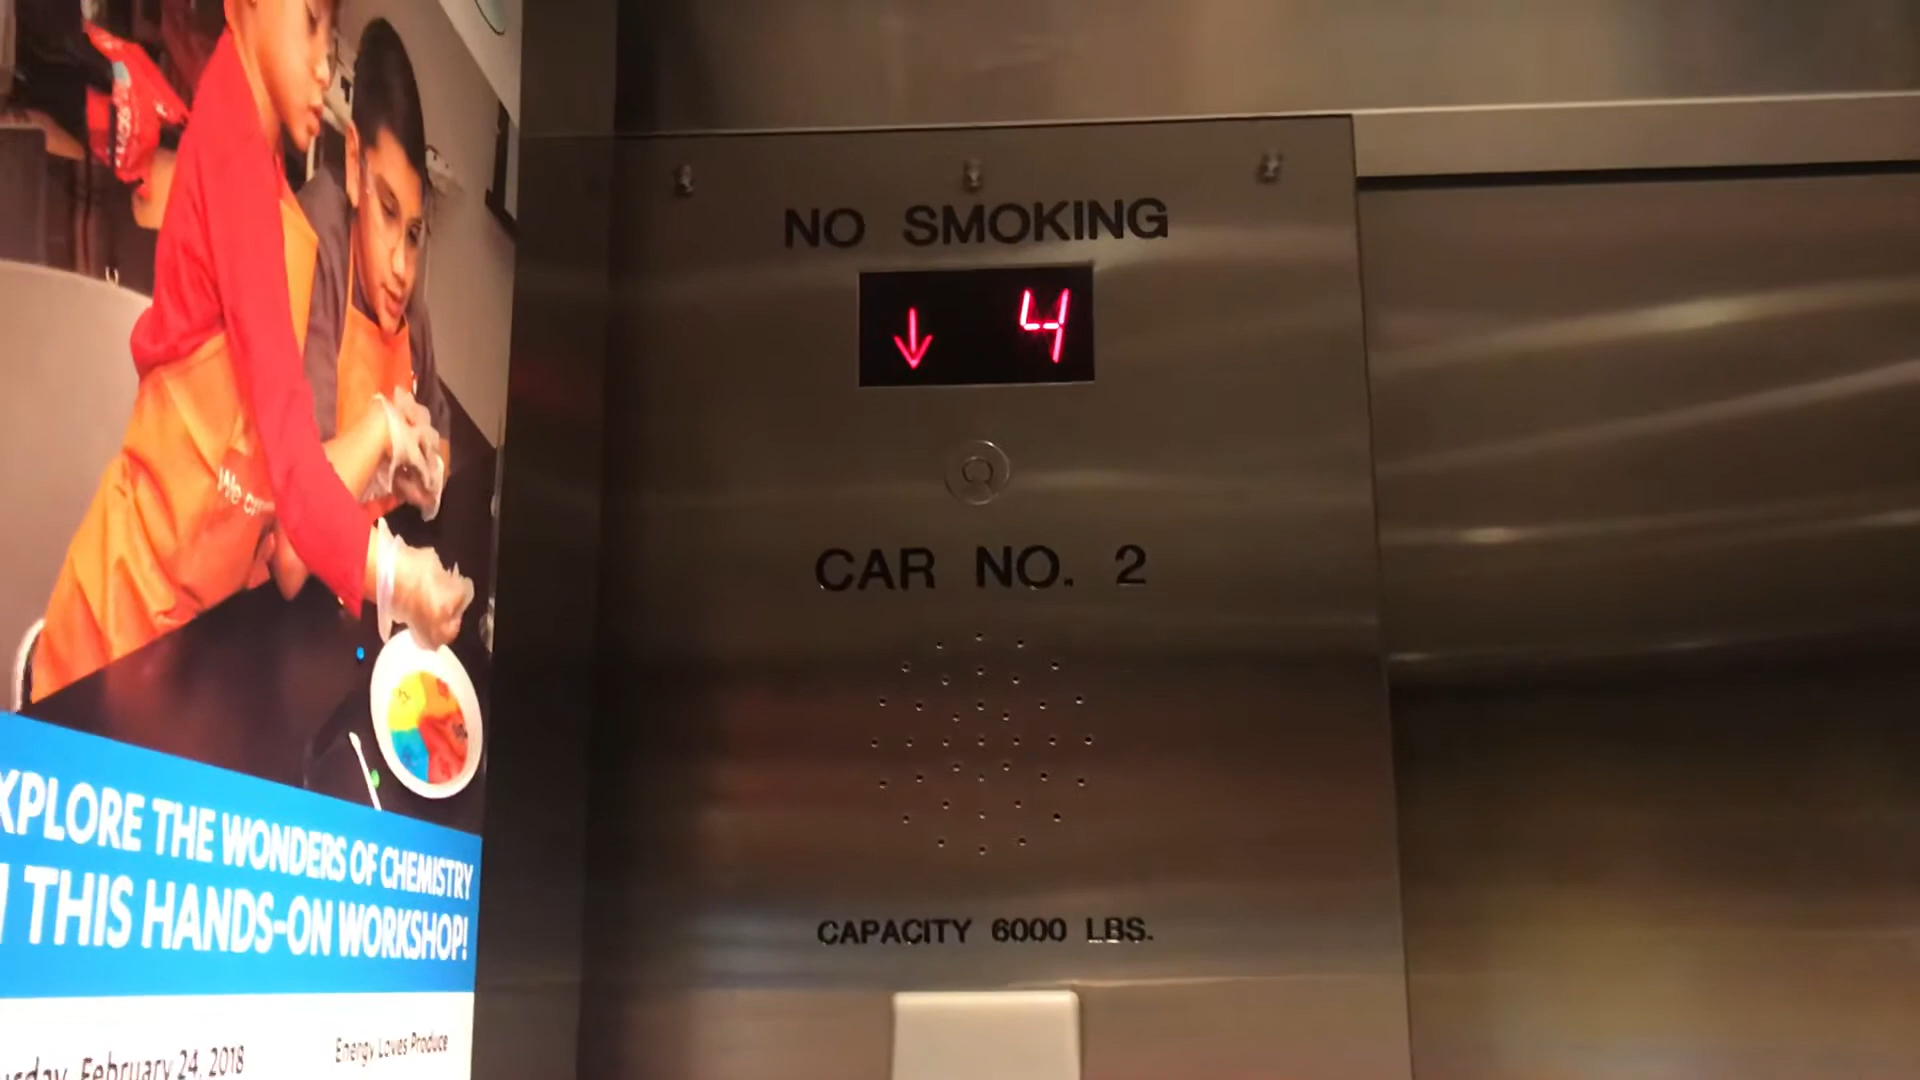 We
XPLORE THE WONDERS OF CHEMISTRY
THIS HANDS-ON WORKSHOP!
February 24, 2018
Energy Loves Produce
NO SMOKING
↓ 4
CAR NO. 2
CAPACITY 6000 LBS.